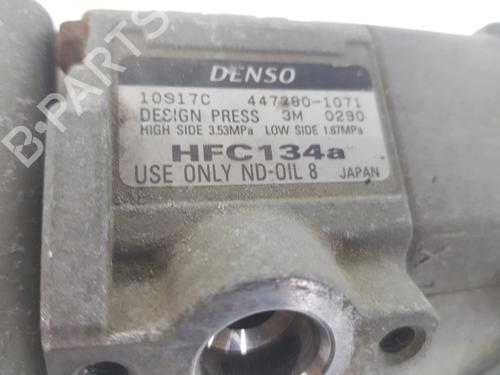 DENSO
10S17C 447280-1071
DESIGN PRESS 3M 0290
HIGH SIDE 3.53MPa LOW SIDE 1.67MPa
HFC134a
USE ONLY ND-OIL 8 JAPAN
B-PARTS